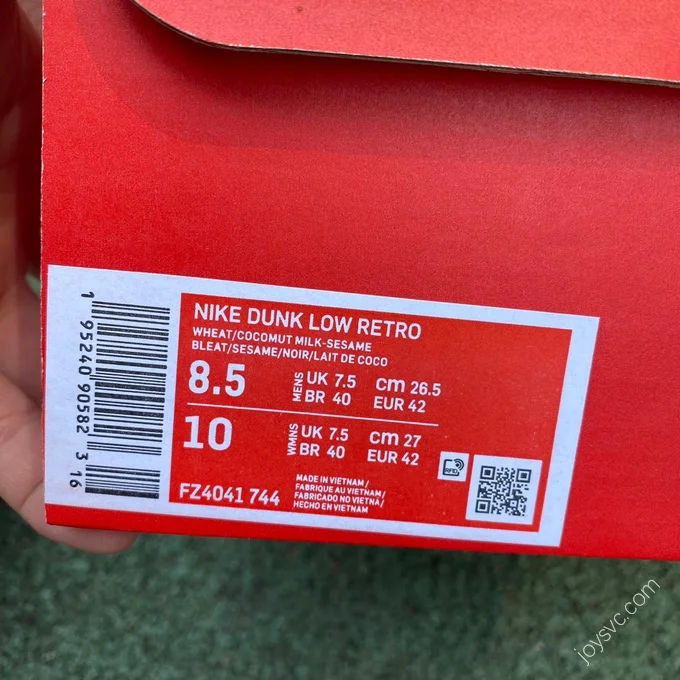 NIKE DUNK LOW RETRO
WHEAT/COCOMUT MILK-SESAME
BLEAT/SESAME/NOIR/LAIT DE COCO
8.5 MENS UK 7.5 cm 26.5
BR 40 EUR 42
10 WMNS UK 7.5 cm 27
BR 40 EUR 42
FZ4041 744
MADE IN VIETNAM/
FABRIQUE AU VIETNAM/
FABRICADO NO VIETNÃ/
HECHO EN VIETNAM
RFID
1 95240 90582 3 16
joysvc.com